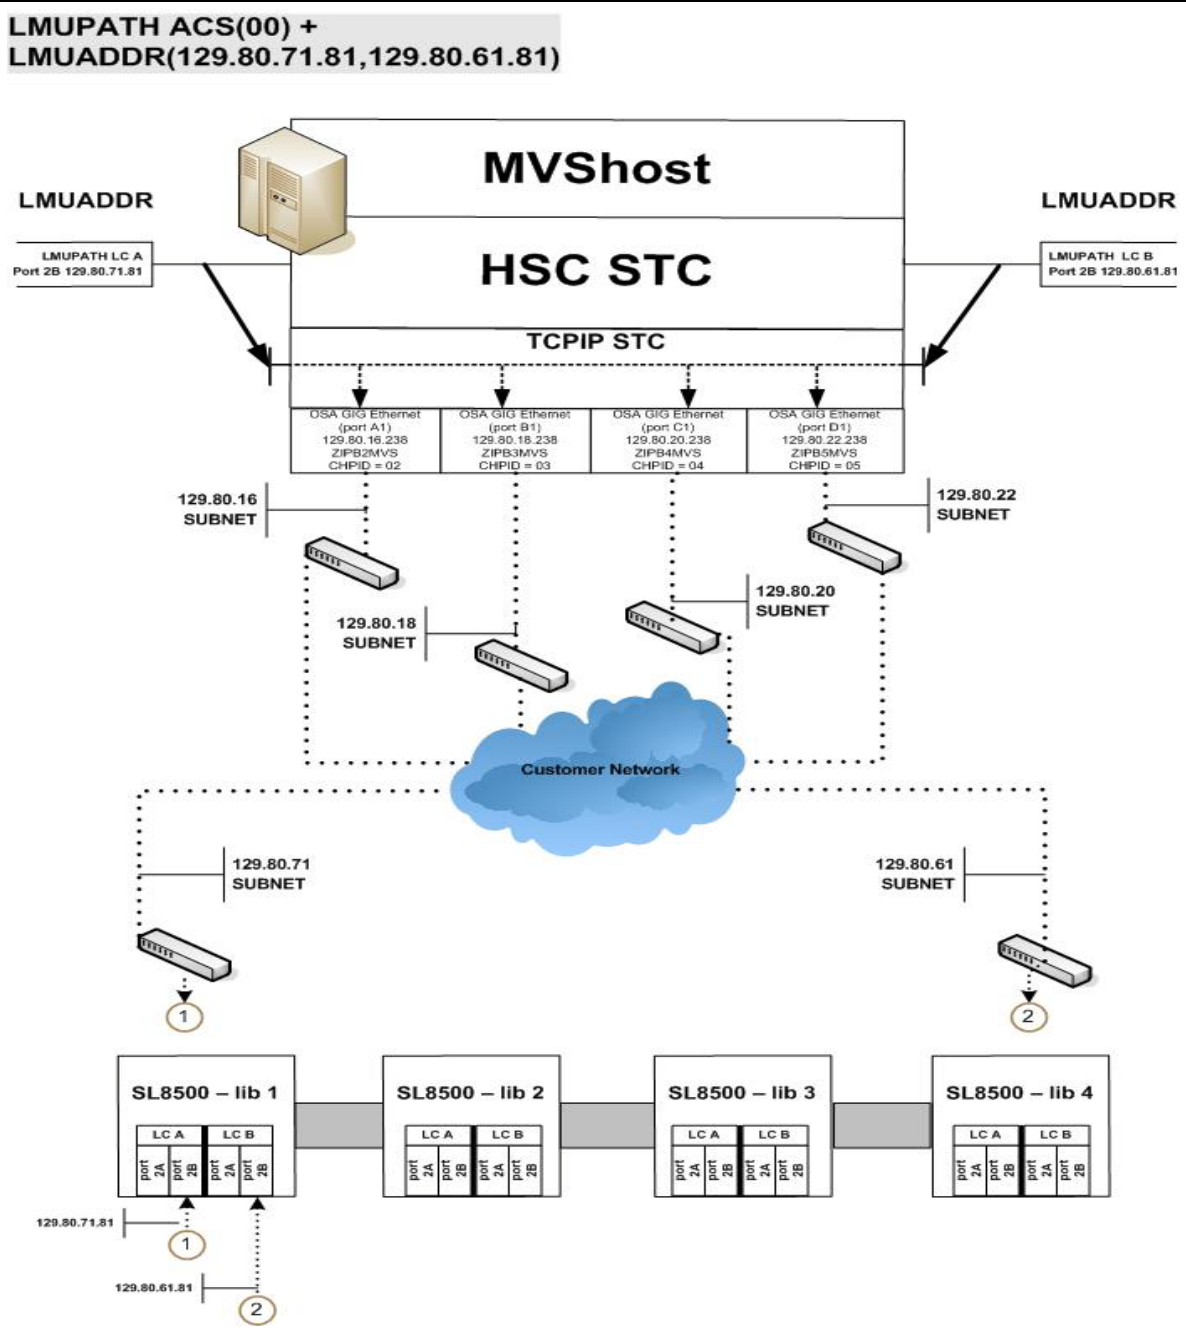 LMUPATH ACS(00) +
LMUADDR(129.80.71.81,129.80.61.81)
MVShost
LMUADDR
LMUADDR
LMUPATH LC A
Port 2B 129.80.71.81
HSC STC
LMUPATH LC B
Port 2B 129.80.61.81
TCPIP STC
OSA GIG Ethernet
(port A1)
129.80.16.238
ZIPB2MVS
CHPID = 02
OSA GIG Ethernet
(port B1)
129.80.18.238
ZIPB3MVS
CHPID = 03
OSA GIG Ethernet
(port C1)
129.80.20.238
ZIPB4MVS
CHPID = 04
OSA GIG Ethernet
(port D1)
129.80.22.238
ZIPB5MVS
CHPID = 05
129.80.16
SUBNET
129.80.22
SUBNET
129.80.18
SUBNET
129.80.20
SUBNET
Customer Network
129.80.71
SUBNET
129.80.61
SUBNET
1
2
SL8500 – lib 1
LC A
LC B
port 2A
port 2B
port 2A
port 2B
SL8500 – lib 2
LC A
LC B
port 2A
port 2B
port 2A
port 2B
SL8500 – lib 3
LC A
LC B
port 2A
port 2B
port 2A
port 2B
SL8500 – lib 4
LC A
LC B
port 2A
port 2B
port 2A
port 2B
129.80.71.81
1
129.80.61.81
2